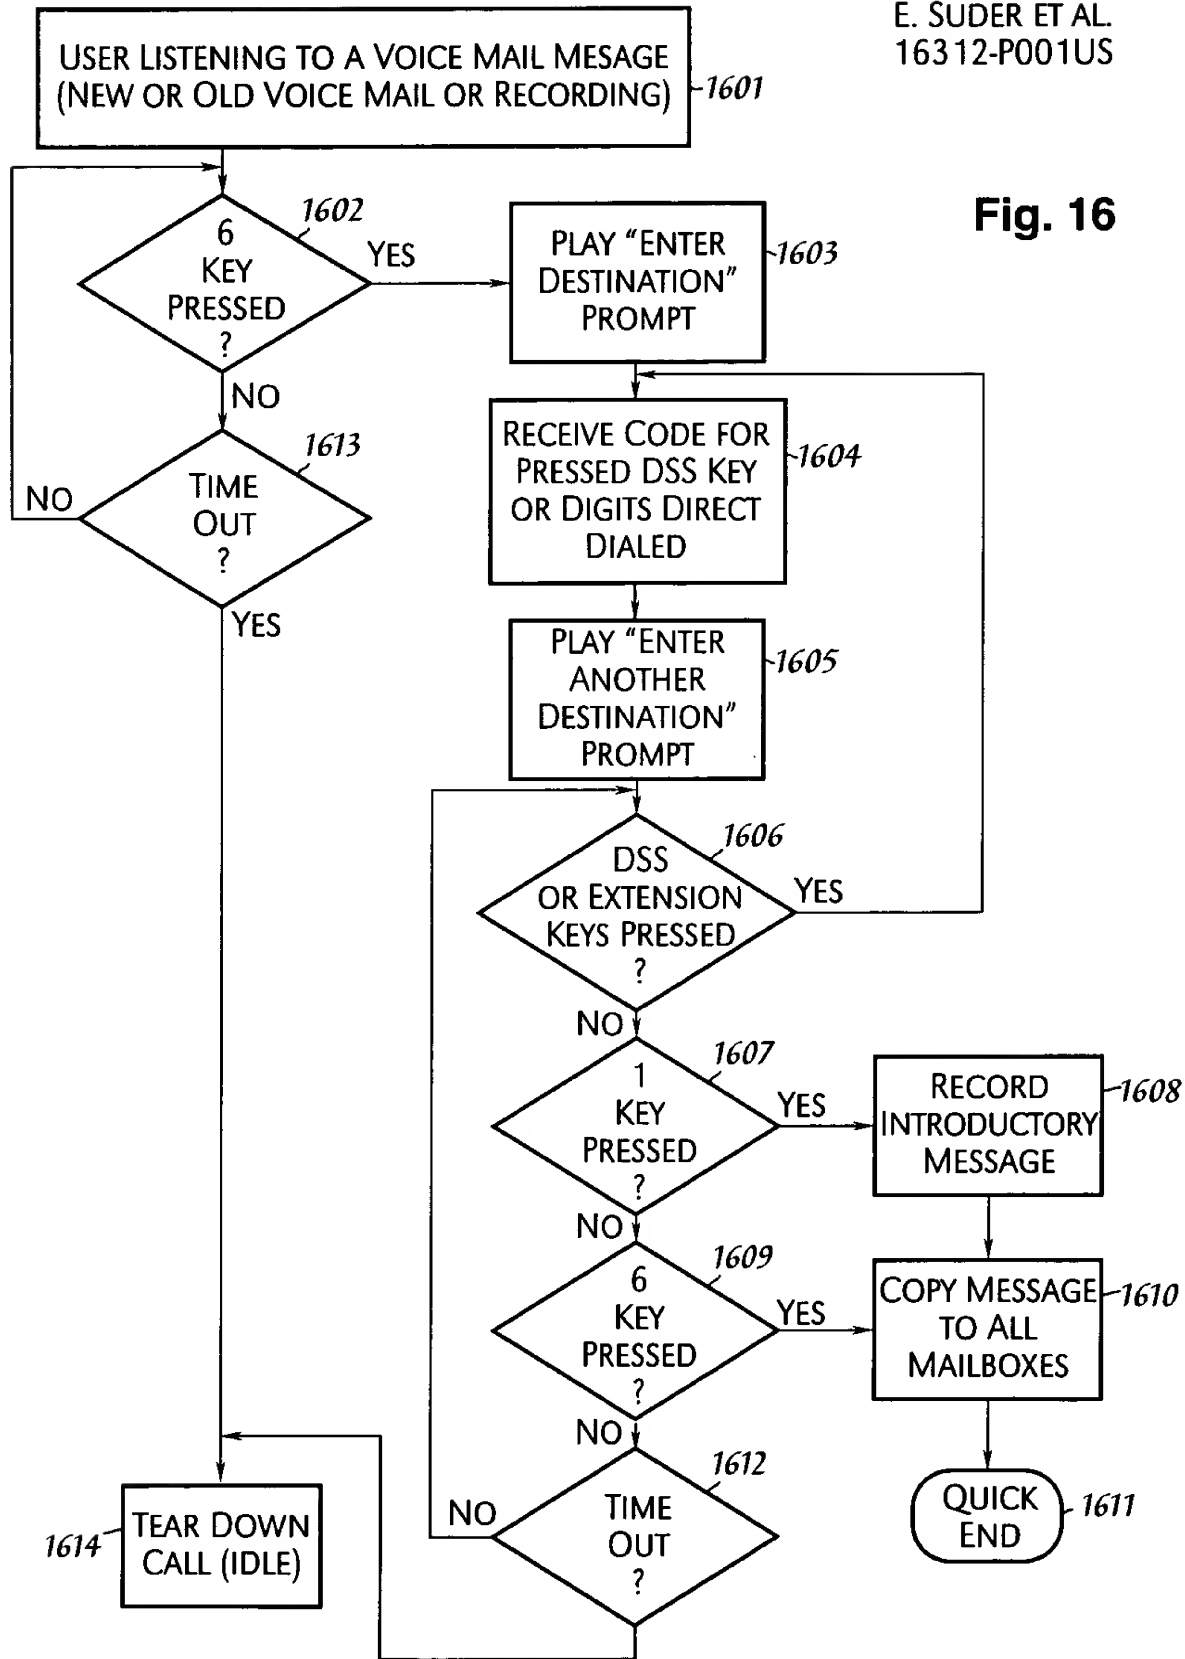 E. SUDER ET AL.
16312-P001US
Fig. 16
USER LISTENING TO A VOICE MAIL MESAGE
(NEW OR OLD VOICE MAIL OR RECORDING)
1601
6
KEY
PRESSED
?
1602
YES
NO
PLAY "ENTER
DESTINATION"
PROMPT
1603
TIME
OUT
?
1613
NO
YES
RECEIVE CODE FOR
PRESSED DSS KEY
OR DIGITS DIRECT
DIALED
1604
PLAY "ENTER
ANOTHER
DESTINATION"
PROMPT
1605
DSS
OR EXTENSION
KEYS PRESSED
?
1606
YES
NO
1
KEY
PRESSED
?
1607
YES
NO
RECORD
INTRODUCTORY
MESSAGE
1608
6
KEY
PRESSED
?
1609
YES
NO
COPY MESSAGE
TO ALL
MAILBOXES
1610
TIME
OUT
?
1612
NO
QUICK
END
1611
TEAR DOWN
CALL (IDLE)
1614